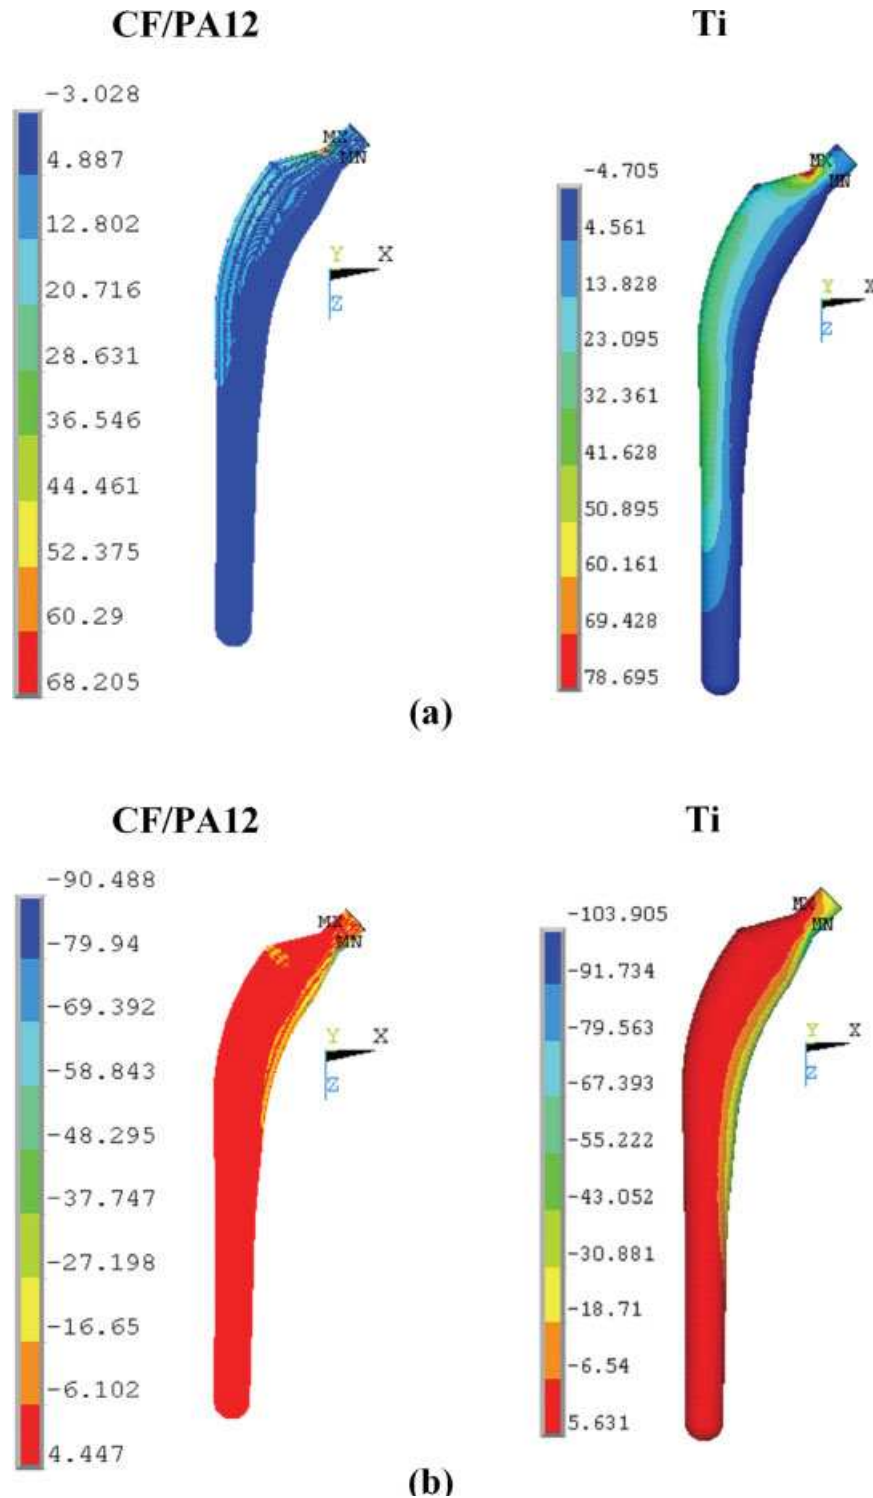 CF/PA12 Ti
-3.028
4.887
12.802
20.716
28.631
36.546
44.461
52.375
60.29
68.205
MX
MN
Y X
Z
-4.705
4.561
13.828
23.095
32.361
41.628
50.895
60.161
69.428
78.695
MX
MN
Y X
Z
(a)
CF/PA12 Ti
-90.488
-79.94
-69.392
-58.843
-48.295
-37.747
-27.198
-16.65
-6.102
4.447
MX
MN
Y X
Z
-103.905
-91.734
-79.563
-67.393
-55.222
-43.052
-30.881
-18.71
-6.54
5.631
MX
MN
Y X
Z
(b)